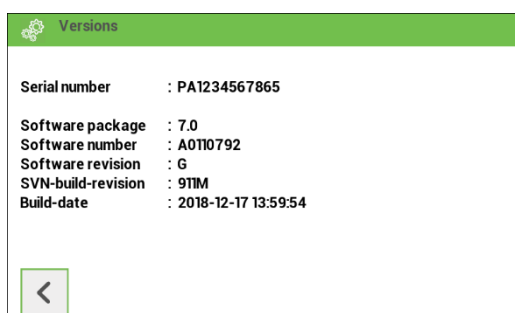 Versions
Serial number : PA1234567865
Software package : 7.0
Software number : A0110792
Software revision : G
SVN-build-revision : 911M
Build-date : 2018-12-17 13:59:54